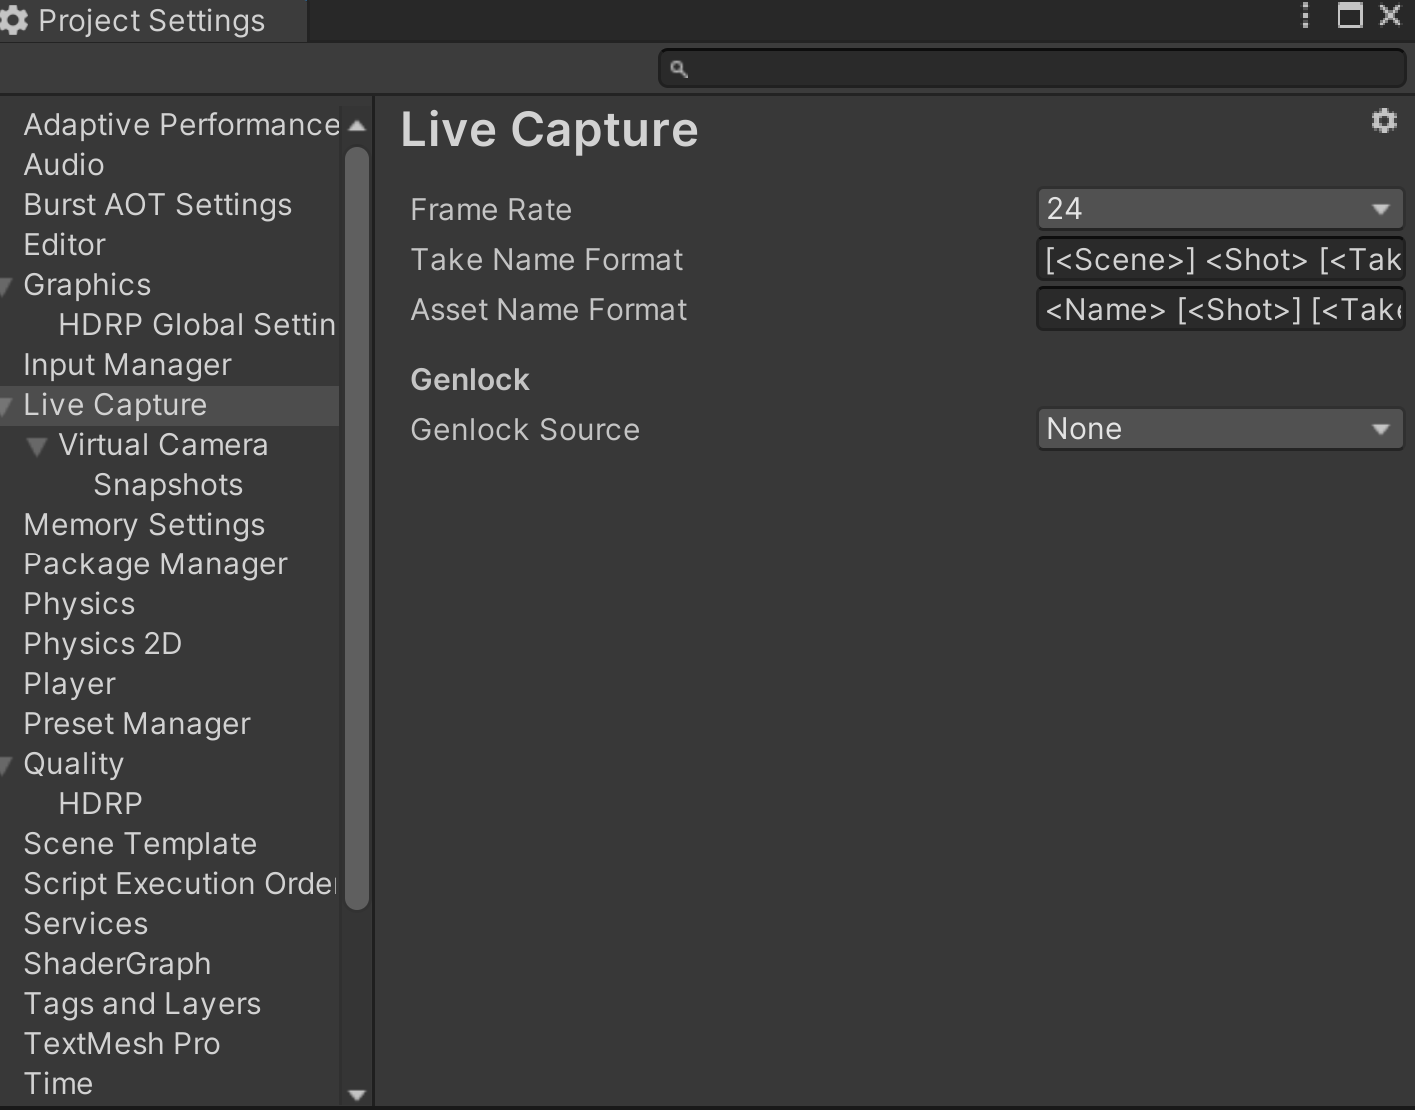 Project Settings
Adaptive Performance
Audio
Burst AOT Settings
Editor
Graphics
HDRP Global Settin
Input Manager
Live Capture
Virtual Camera
Snapshots
Memory Settings
Package Manager
Physics
Physics 2D
Player
Preset Manager
Quality
HDRP
Scene Template
Script Execution Order
Services
ShaderGraph
Tags and Layers
TextMesh Pro
Time
Live Capture
Frame Rate 24
Take Name Format [<Scene>] <Shot> [<Tak
Asset Name Format <Name> [<Shot>] [<Take
Genlock
Genlock Source None